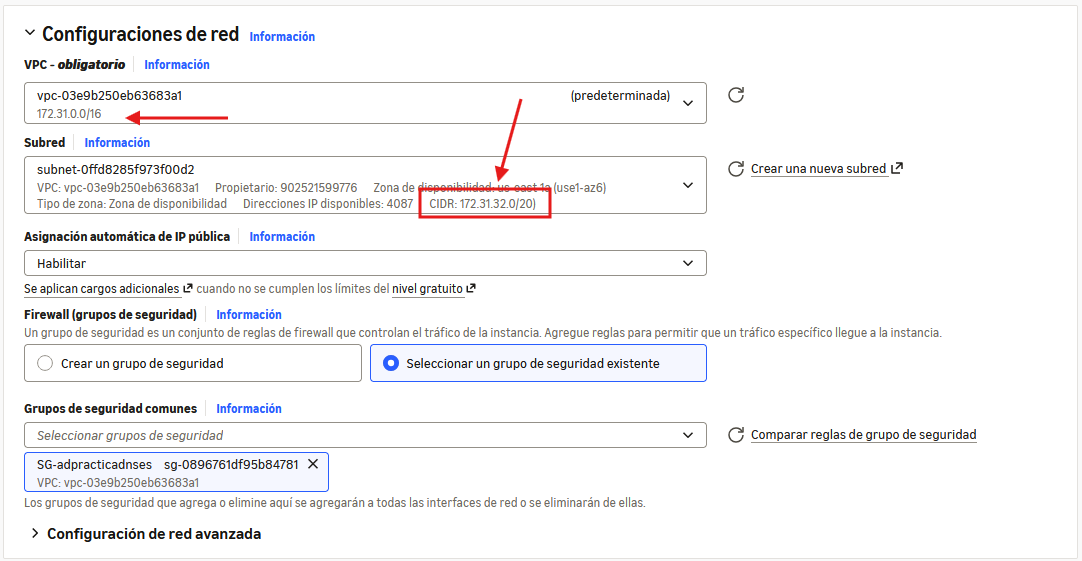 Configuraciones de red Información
VPC - obligatorio Información
vpc-03e9b250eb63683a1 (predeterminada)
172.31.0.0/16
Subred Información
subnet-0ffd8285f973f00d2
VPC: vpc-03e9b250eb63683a1 Propietario: 902521599776 Zona de disponibilidad: us-east-1a (use1-az6)
Tipo de zona: Zona de disponibilidad Direcciones IP disponibles: 4087 CIDR: 172.31.32.0/20)
Crear una nueva subred
Asignación automática de IP pública Información
Habilitar
Se aplican cargos adicionales cuando no se cumplen los límites del nivel gratuito
Firewall (grupos de seguridad) Información
Un grupo de seguridad es un conjunto de reglas de firewall que controlan el tráfico de la instancia. Agregue reglas para permitir que un tráfico específico llegue a la instancia.
Crear un grupo de seguridad
Seleccionar un grupo de seguridad existente
Grupos de seguridad comunes Información
Seleccionar grupos de seguridad
Comparar reglas de grupo de seguridad
SG-adpracticadnses sg-0896761df95b84781
VPC: vpc-03e9b250eb63683a1
Los grupos de seguridad que agrega o elimine aquí se agregarán a todas las interfaces de red o se eliminarán de ellas.
Configuración de red avanzada